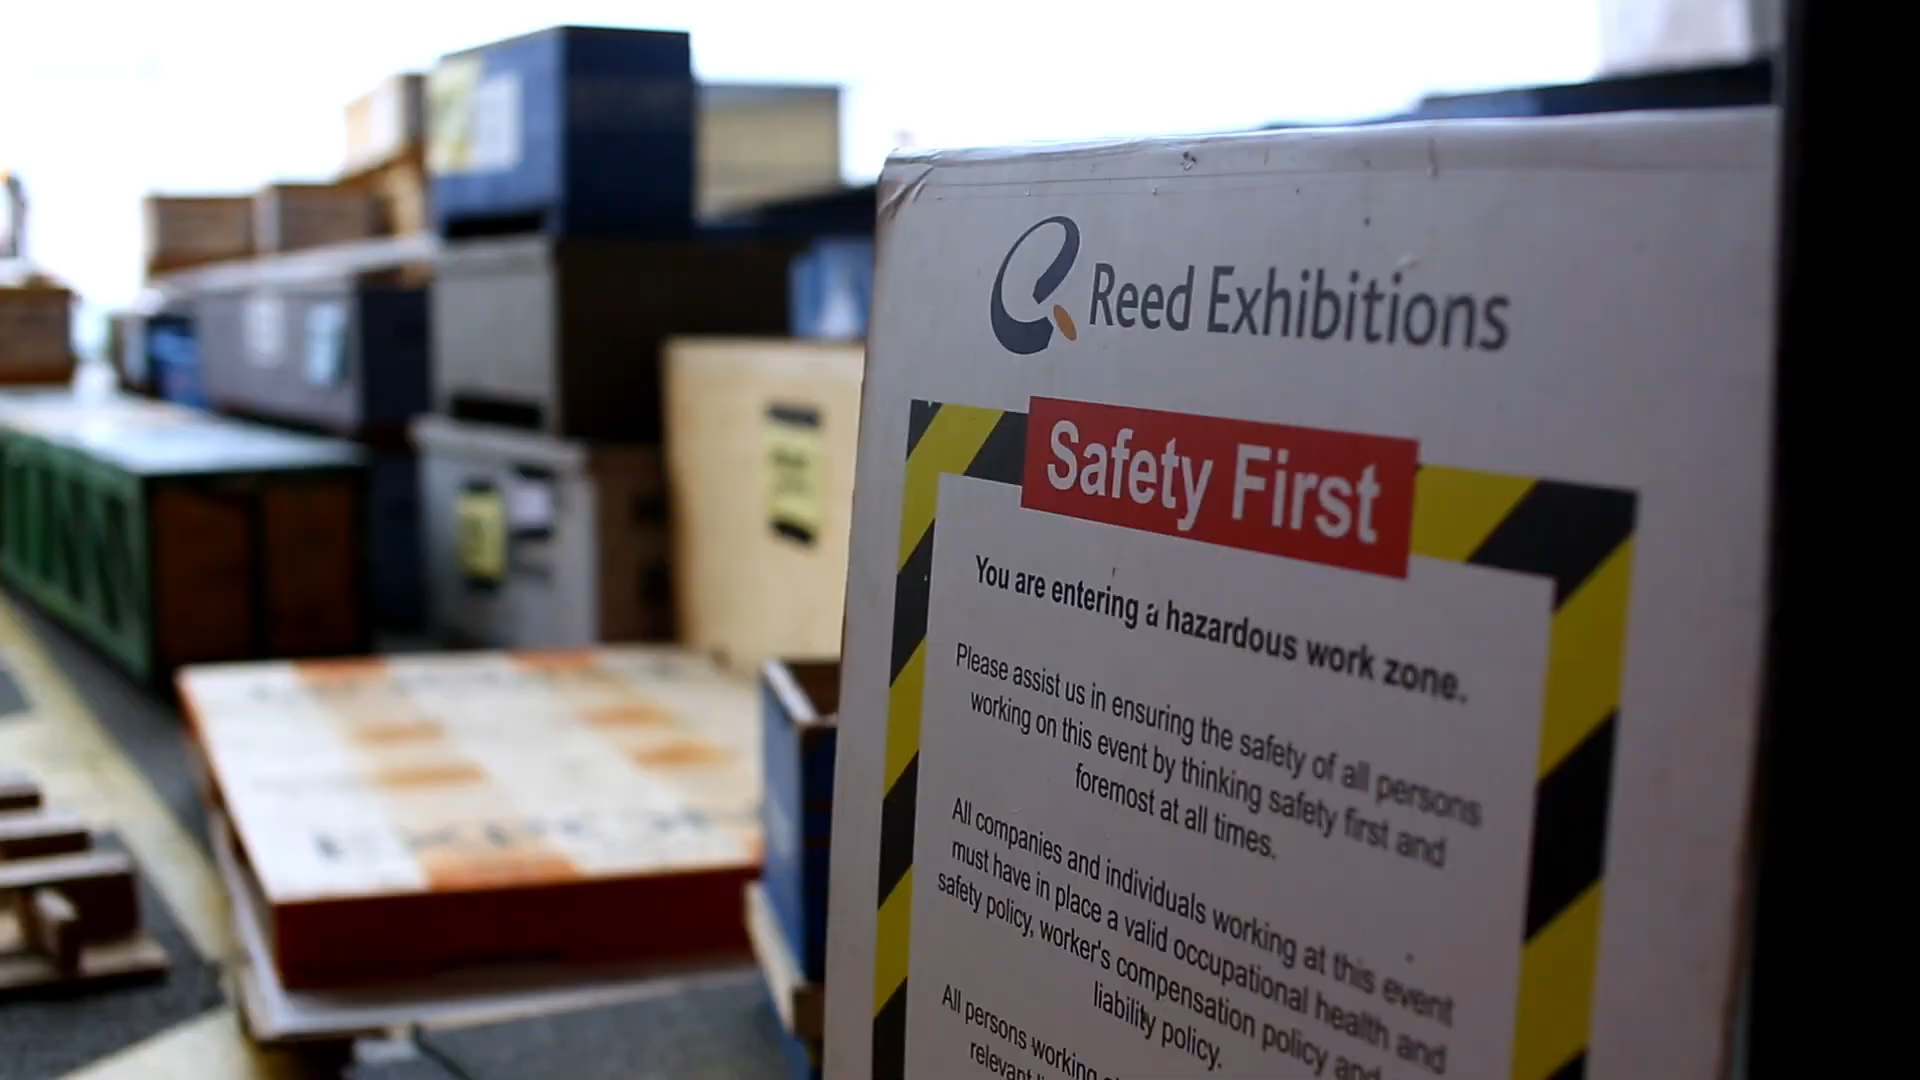 Reed Exhibitions
Safety First
You are entering a hazardous work zone.
Please assist us in ensuring the safety of all persons
working on this event by thinking safety first and
foremost at all times.
All companies and individuals working at this event
must have in place a valid occupational health and
safety policy, worker's compensation policy and
liability policy.
All persons working
relevant